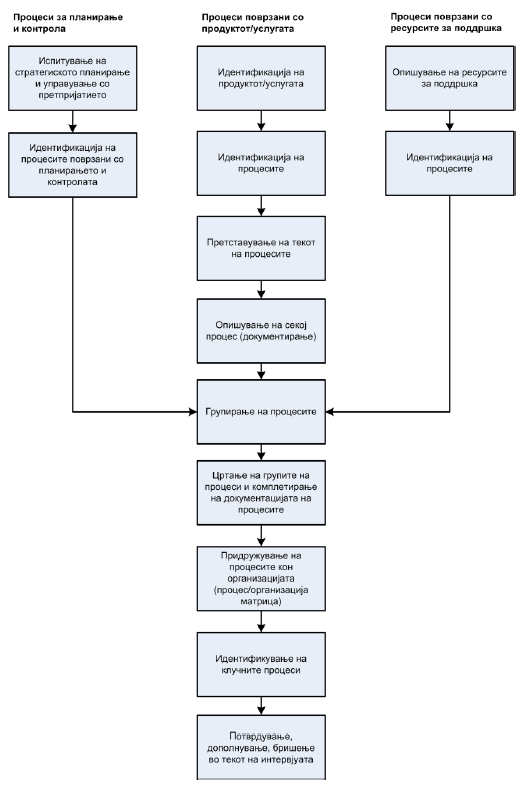 Процеси за планирање
и контрола
Процеси поврзани со
продуктот/услугата
Процеси поврзани со
ресурсите за поддршка
Испитување на
стратегиското планирање
и управување со
претпријатието
Идентификација на
продуктот/услугата
Опишување на ресурсите
за поддршка
Идентификација на
процесите поврзани со
планирањето и
контролата
Идентификација на
процесите
Идентификација на
процесите
Претставување на текот
на процесите
Опишување на секој
процес (документирање)
Групирање на процесите
Цртање на групите на
процеси и комплетирање
на документацијата на
процесите
Придружување на
процесите кон
организацијата
(процес/организација
матрица)
Идентификување на
клучните процеси
Потврдување,
дополнување, бришење
во текот на интервјуата